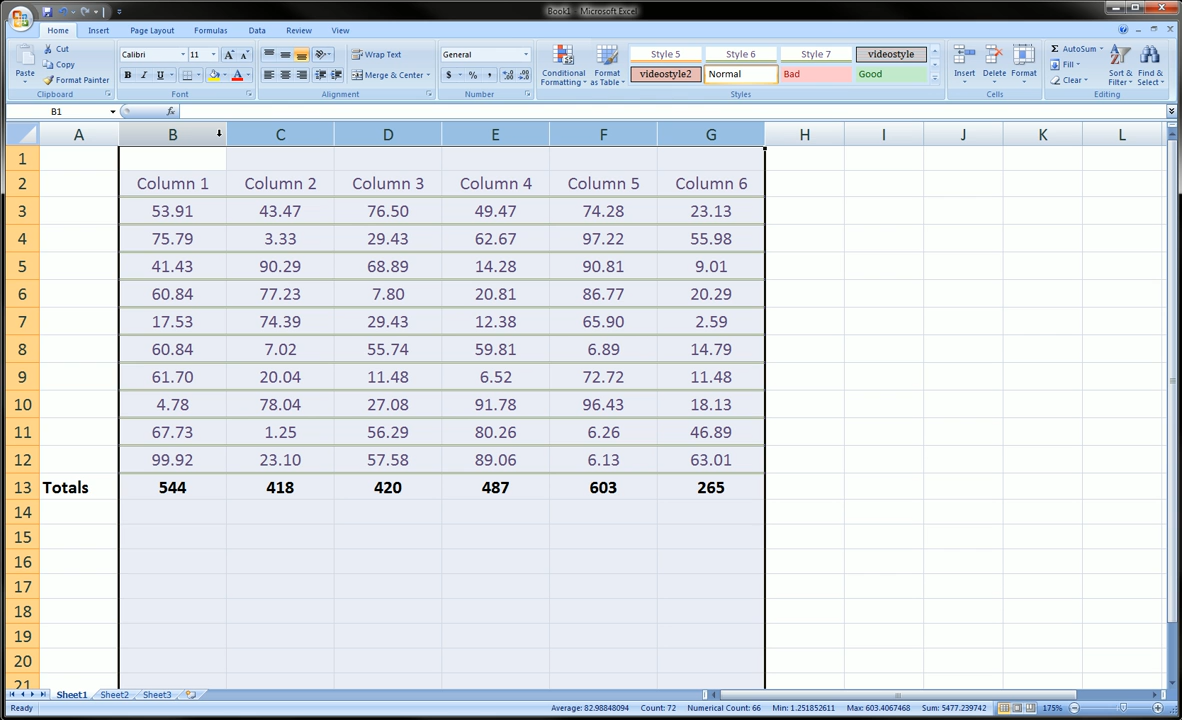 Book1 - Microsoft Excel
Home Insert Page Layout Formulas Data Review View
Paste
Cut
Copy
Format Painter
Clipboard
Calibri 11
B I U
Font
Wrap Text
Merge & Center
Alignment
General
$ % ,
Number
Conditional Formatting
Format as Table
Style 5 Style 6 Style 7 videostyle
videostyle2 Normal Bad Good
Styles
Insert Delete Format
Cells
Σ AutoSum
Fill
Clear
Sort & Filter
Find & Select
Editing
B1 fx
A B C D E F G H I J K L
1
2 Column 1 Column 2 Column 3 Column 4 Column 5 Column 6
3 53.91 43.47 76.50 49.47 74.28 23.13
4 75.79 3.33 29.43 62.67 97.22 55.98
5 41.43 90.29 68.89 14.28 90.81 9.01
6 60.84 77.23 7.80 20.81 86.77 20.29
7 17.53 74.39 29.43 12.38 65.90 2.59
8 60.84 7.02 55.74 59.81 6.89 14.79
9 61.70 20.04 11.48 6.52 72.72 11.48
10 4.78 78.04 27.08 91.78 96.43 18.13
11 67.73 1.25 56.29 80.26 6.26 46.89
12 99.92 23.10 57.58 89.06 6.13 63.01
13 Totals 544 418 420 487 603 265
14
15
16
17
18
19
20
21
Sheet1 Sheet2 Sheet3
Ready Average: 82.98848094 Count: 72 Numerical Count: 66 Min: 1.251852611 Max: 603.4067468 Sum: 5477.239742 175%